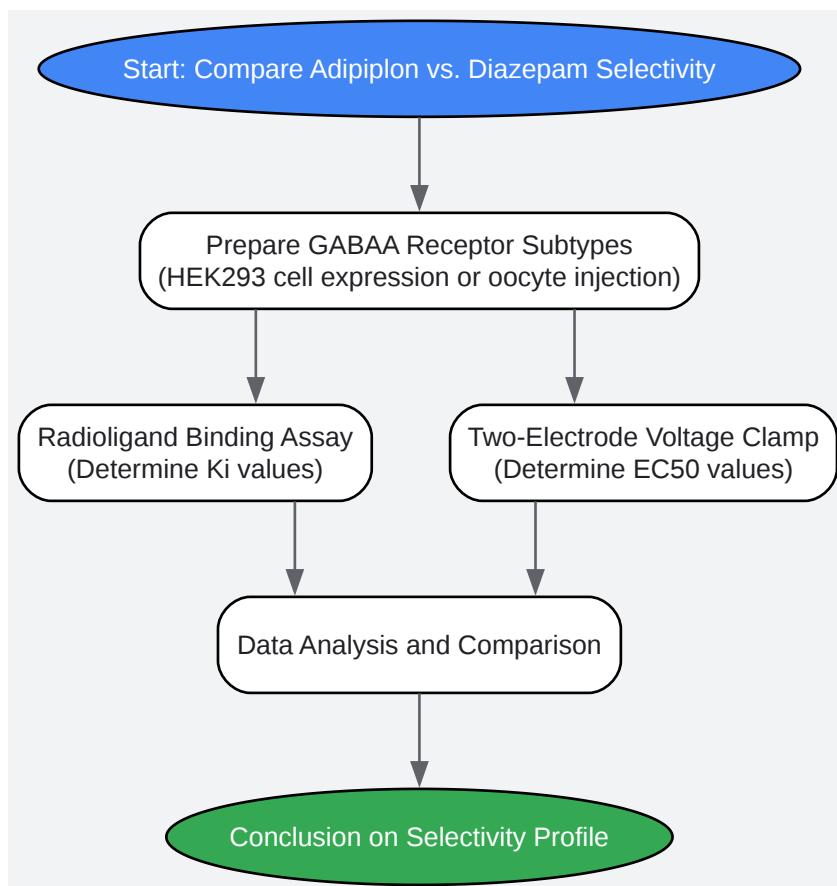 Start: Compare Adipiplon vs. Diazepam Selectivity
Prepare GABAA Receptor Subtypes
(HEK293 cell expression or oocyte injection)
Radioligand Binding Assay
(Determine Ki values)
Two-Electrode Voltage Clamp
(Determine EC50 values)
Data Analysis and Comparison
Conclusion on Selectivity Profile